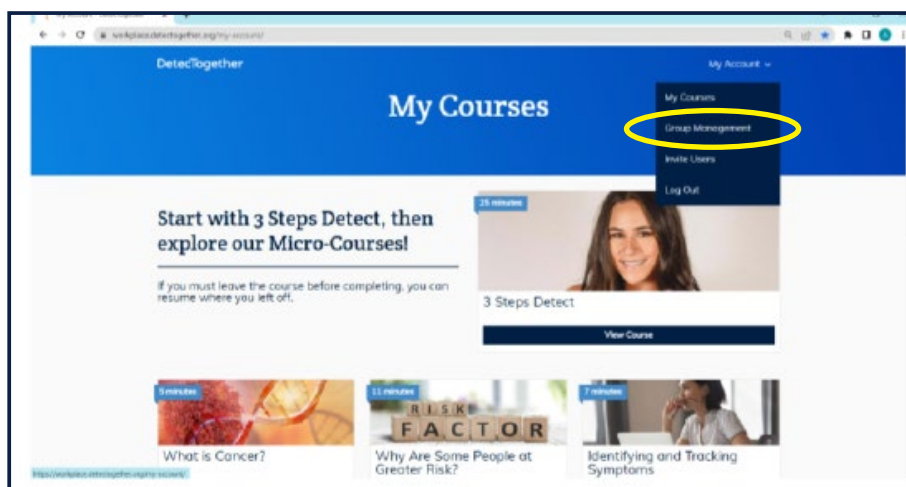 workplace.detectogether.org/my-account/
DetecTogether
My Account
My Courses
My Courses
Group Management
Invite Users
Log Out
Start with 3 Steps Detect, then
explore our Micro-Courses!
If you must leave the course before completing, you can
resume where you left off.
25 minutes
3 Steps Detect
View Course
5 minutes
What is Cancer?
11 minutes
RISK
FACTOR
Why Are Some People at
Greater Risk?
7 minutes
Identifying and Tracking
Symptoms
https://workplace.detectogether.org/my-account/